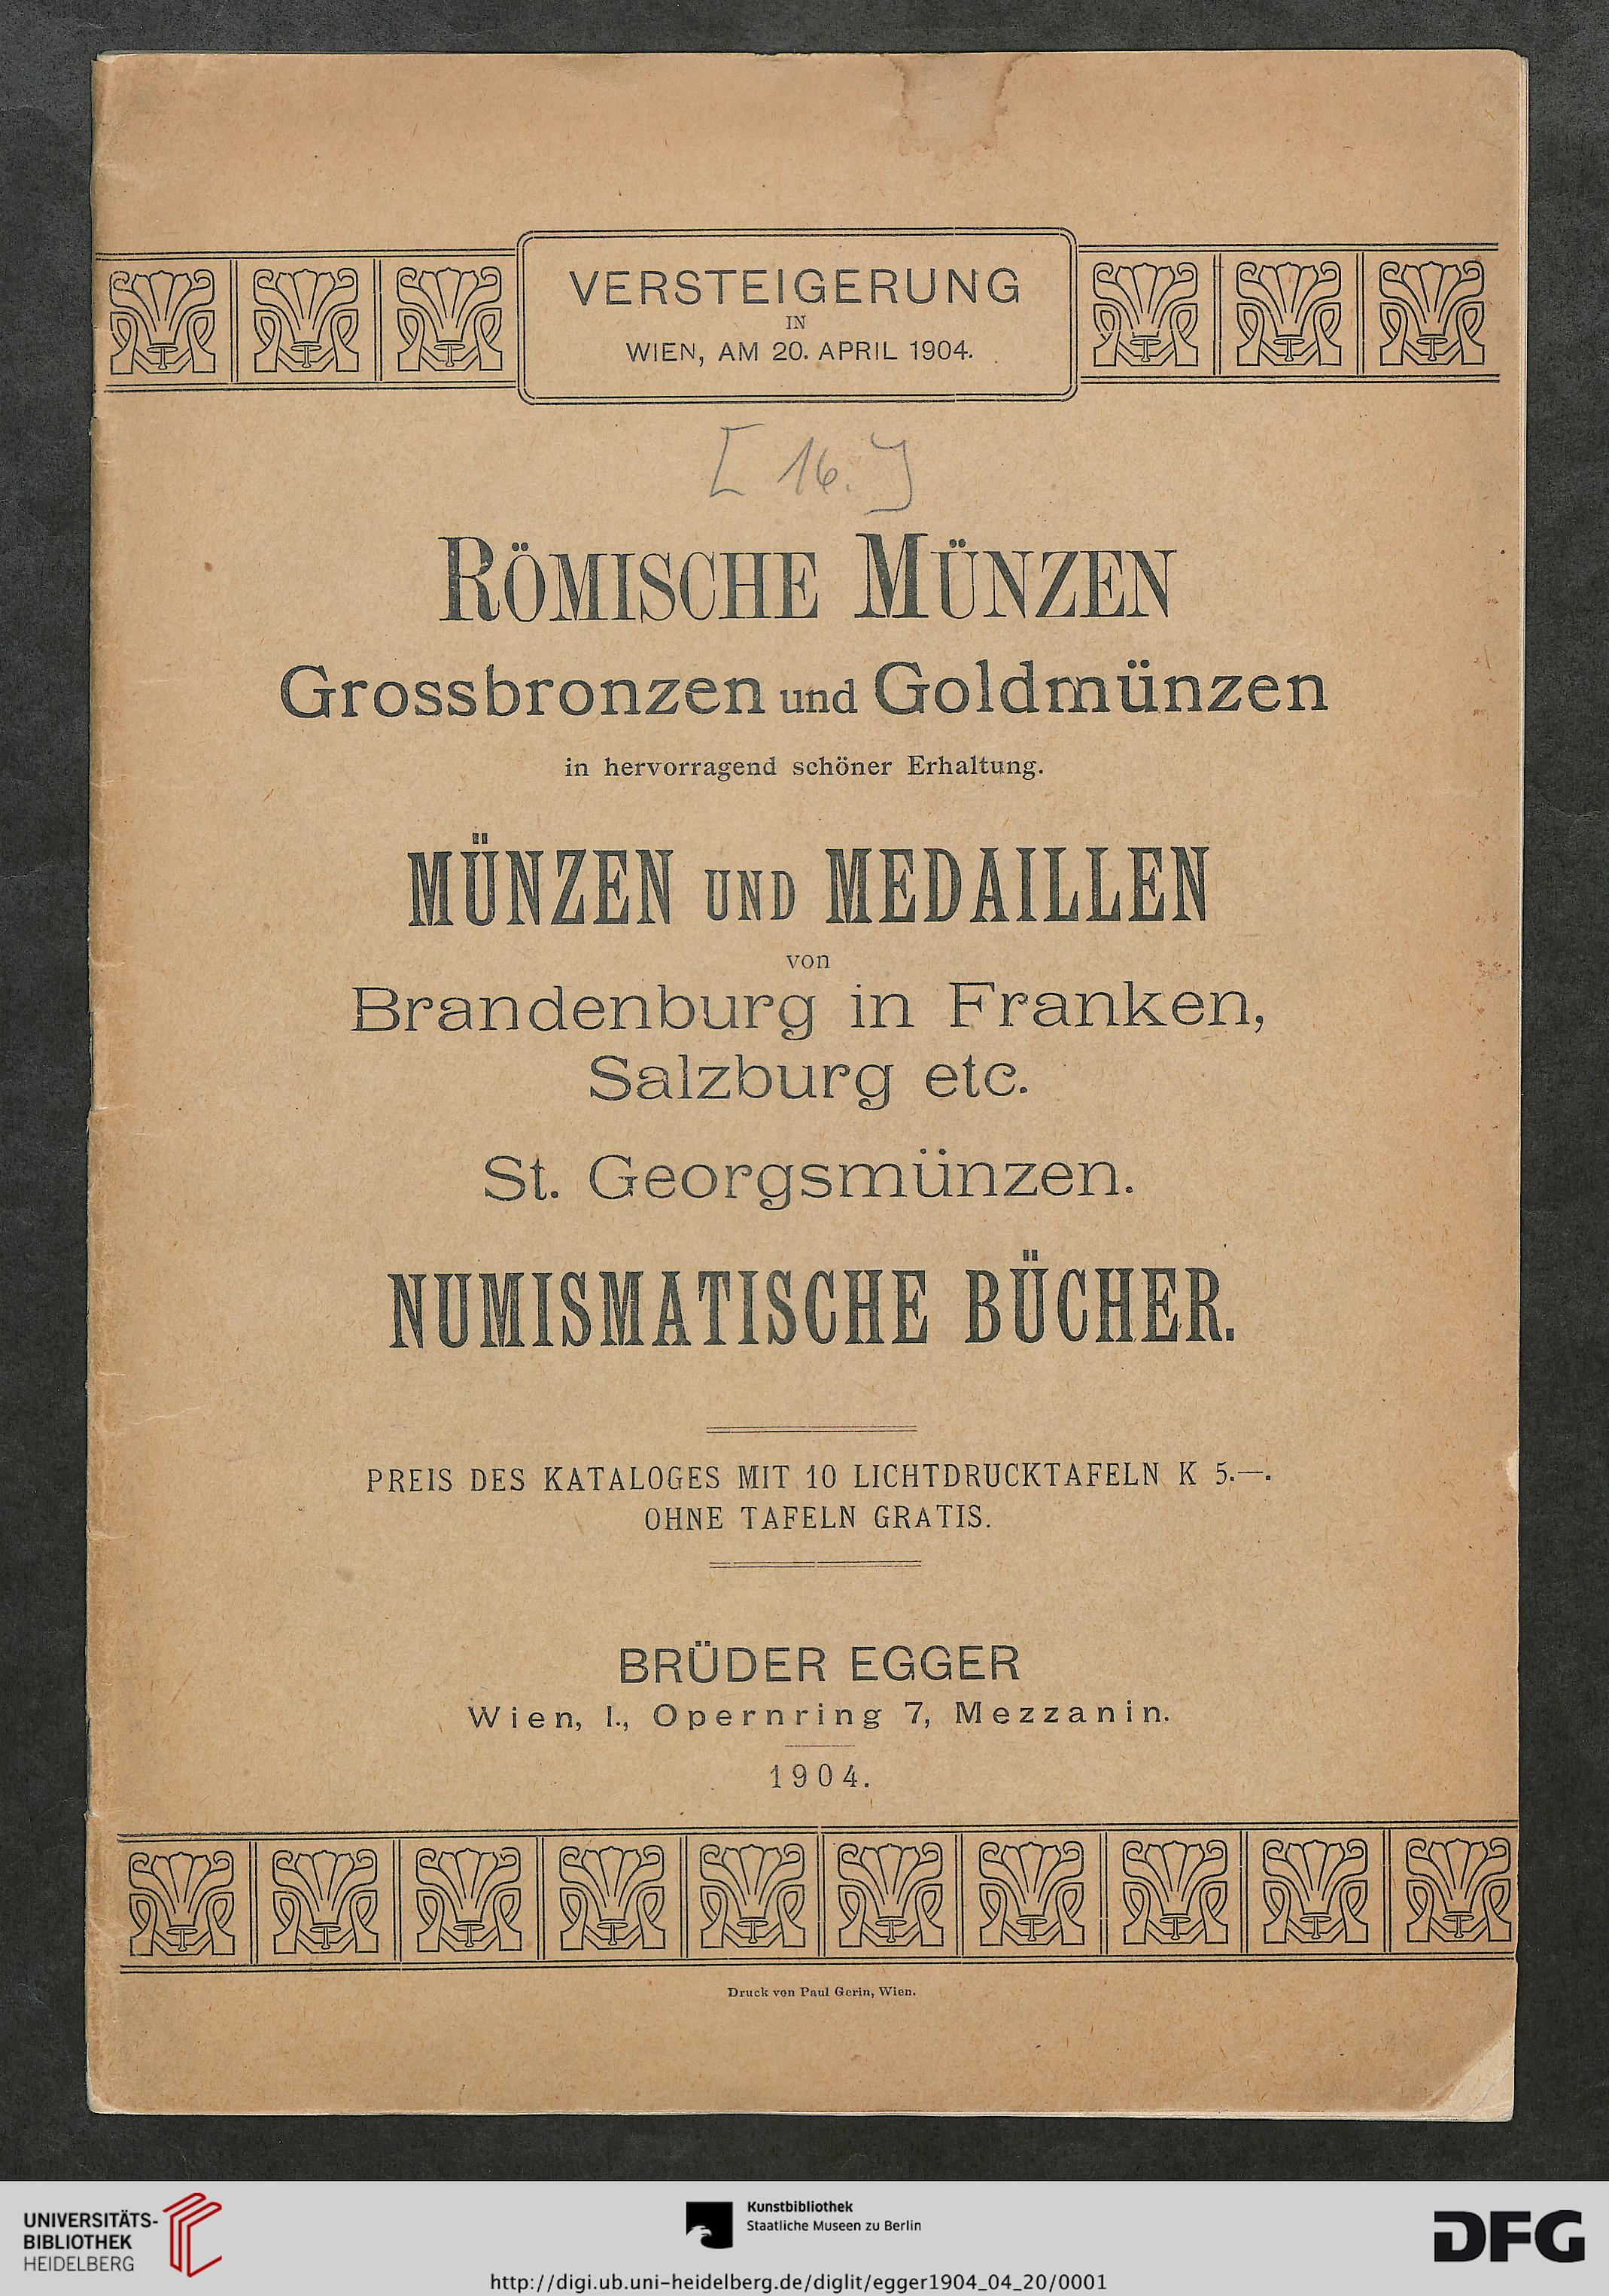 VERSTEIGERUNG
IN
WIEN, AM 20. APRIL 1904.
[ 16. ]
RÖMISCHE MÜNZEN
Grossbronzen und Goldmünzen
in hervorragend schöner Erhaltung.
MÜNZEN UND MEDAILLEN
von
Brandenburg in Franken,
Salzburg etc.
St. Georgsmünzen.
NUMISMATISCHE BÜCHER.
PREIS DES KATALOGES MIT 10 LICHTDRUCKTAFELN K 5.—.
OHNE TAFELN GRATIS.
BRÜDER EGGER
Wien, I., Opernring 7, Mezzanin.
1904.
Druck von Paul Gerin, Wien.
UNIVERSITÄTS-
BIBLIOTHEK
HEIDELBERG
Kunstbibliothek
Staatliche Museen zu Berlin
DFG
http://digi.ub.uni-heidelberg.de/diglit/egger1904_04_20/0001